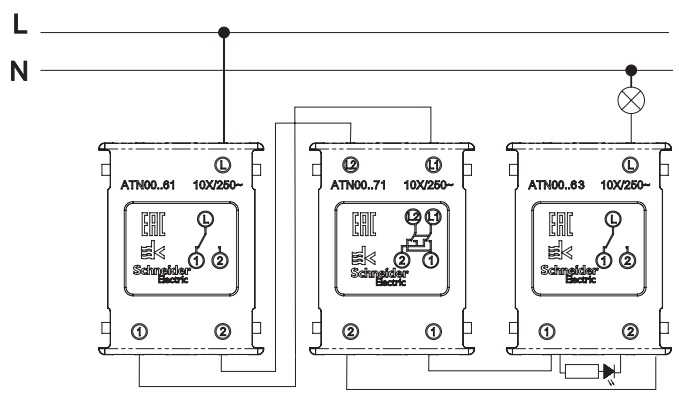 L
N
L
L2 L1
L
ATN00..61 10X/250~
ATN00..71 10X/250~
ATN00..63 10X/250~
EAC
L
EAC
L2 L1
EAC
L
1 2
2 1
1 2
Schneider
Electric
Schneider
Electric
Schneider
Electric
1 2
2 1
1 2